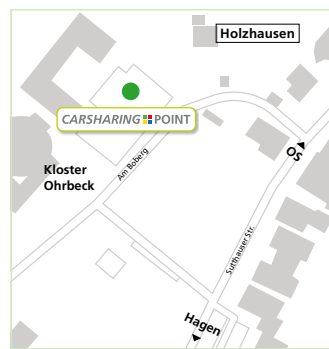 Holzhausen
CARSHARING POINT
OS
Kloster
Ohrbeck
Am Boberg
Sutthauser Str.
Hagen